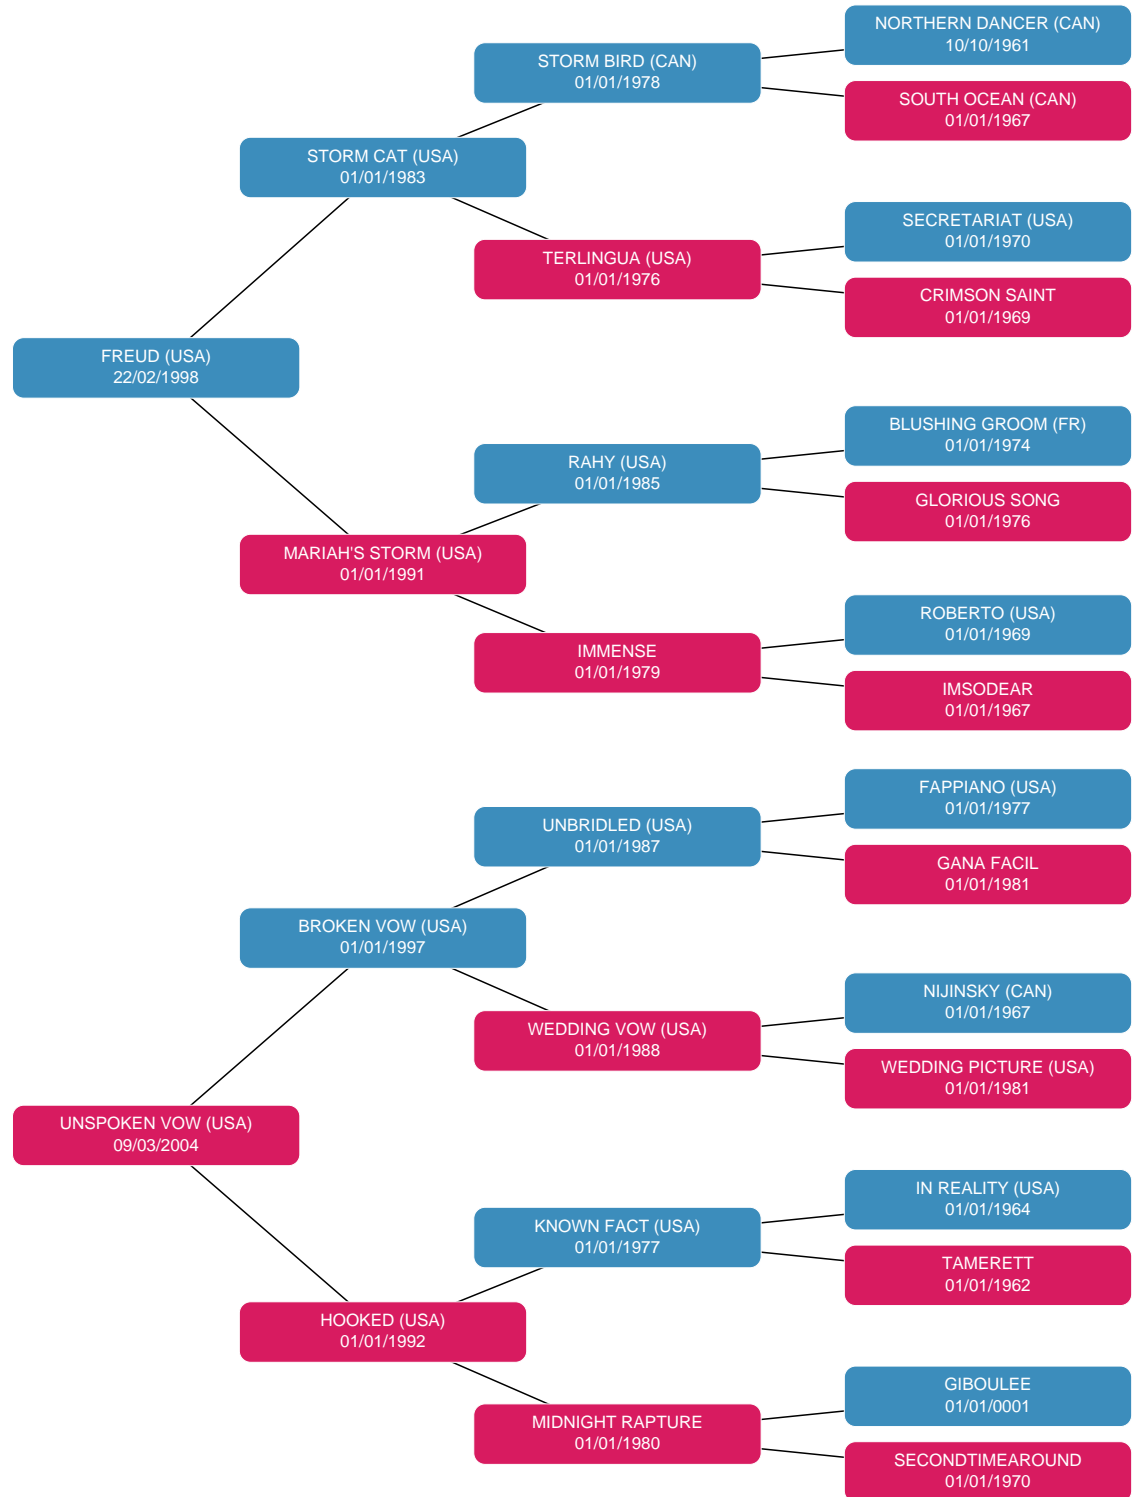 NORTHERN DANCER (CAN)
10/10/1961
STORM BIRD (CAN)
01/01/1978
SOUTH OCEAN (CAN)
01/01/1967
STORM CAT (USA)
01/01/1983
SECRETARIAT (USA)
01/01/1970
TERLINGUA (USA)
01/01/1976
CRIMSON SAINT
01/01/1969
FREUD (USA)
22/02/1998
BLUSHING GROOM (FR)
01/01/1974
RAHY (USA)
01/01/1985
GLORIOUS SONG
01/01/1976
MARIAH'S STORM (USA)
01/01/1991
ROBERTO (USA)
01/01/1969
IMMENSE
01/01/1979
IMSODEAR
01/01/1967
FAPPIANO (USA)
01/01/1977
UNBRIDLED (USA)
01/01/1987
GANA FACIL
01/01/1981
BROKEN VOW (USA)
01/01/1997
NIJINSKY (CAN)
01/01/1967
WEDDING VOW (USA)
01/01/1988
WEDDING PICTURE (USA)
01/01/1981
UNSPOKEN VOW (USA)
09/03/2004
IN REALITY (USA)
01/01/1964
KNOWN FACT (USA)
01/01/1977
TAMERETT
01/01/1962
HOOKED (USA)
01/01/1992
GIBOULEE
01/01/0001
MIDNIGHT RAPTURE
01/01/1980
SECONDTIMEAROUND
01/01/1970